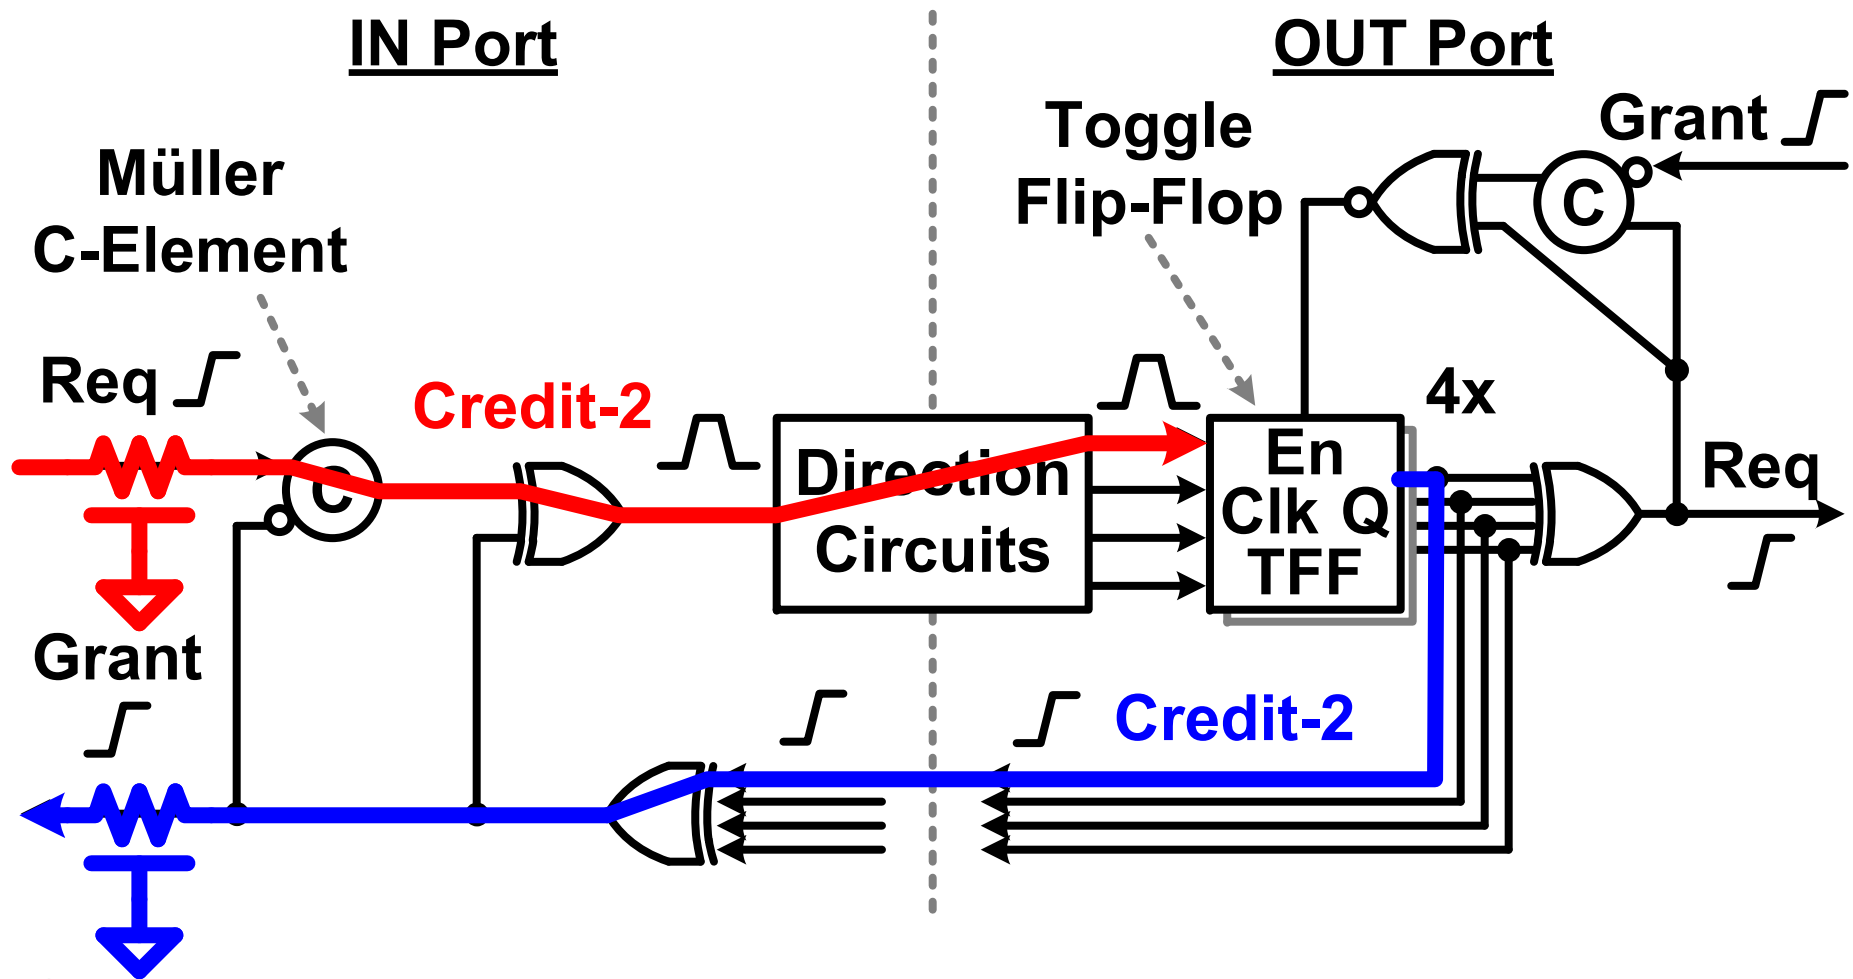 IN Port
OUT Port
Müller
C-Element
Toggle
Flip-Flop
Grant
C
Req
Credit-2
C
Direction
Circuits
En
Clk Q
TFF
4x
Req
Grant
Credit-2